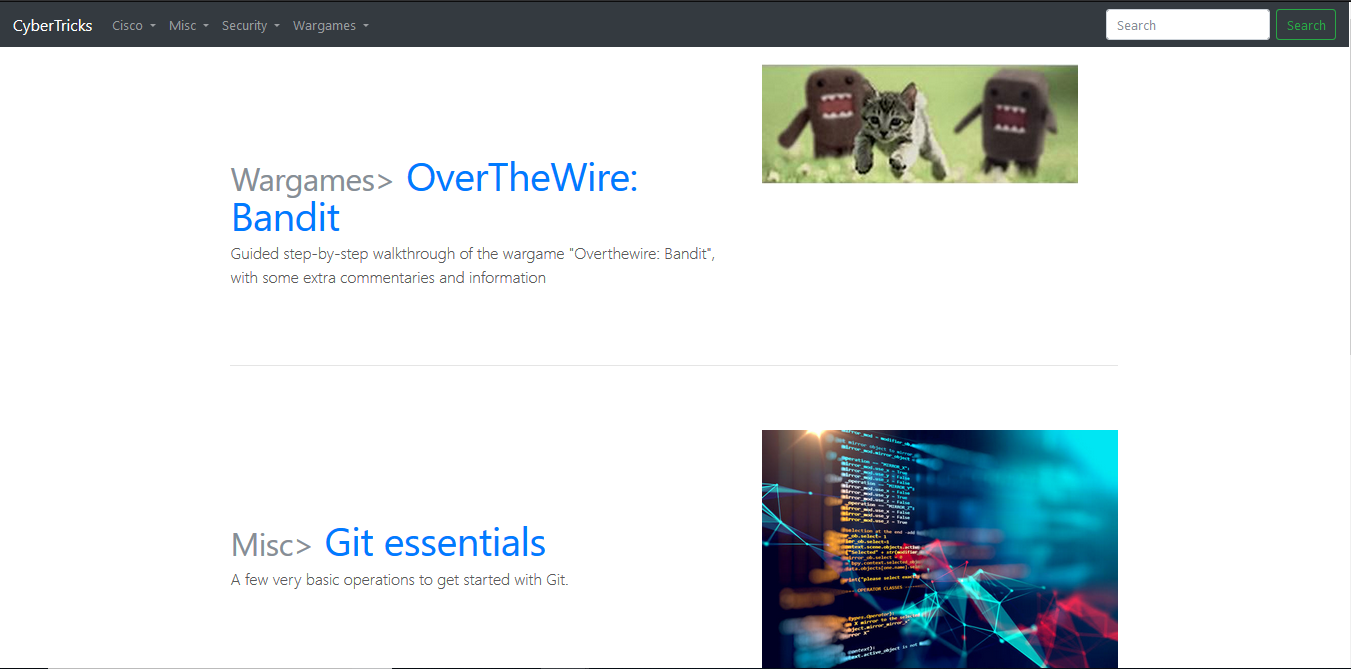 CyberTricks Cisco Misc Security Wargames Search Search
Wargames> OverTheWire:
Bandit
Guided step-by-step walkthrough of the wargame "Overthewire: Bandit",
with some extra commentaries and information
Misc> Git essentials
A few very basic operations to get started with Git.